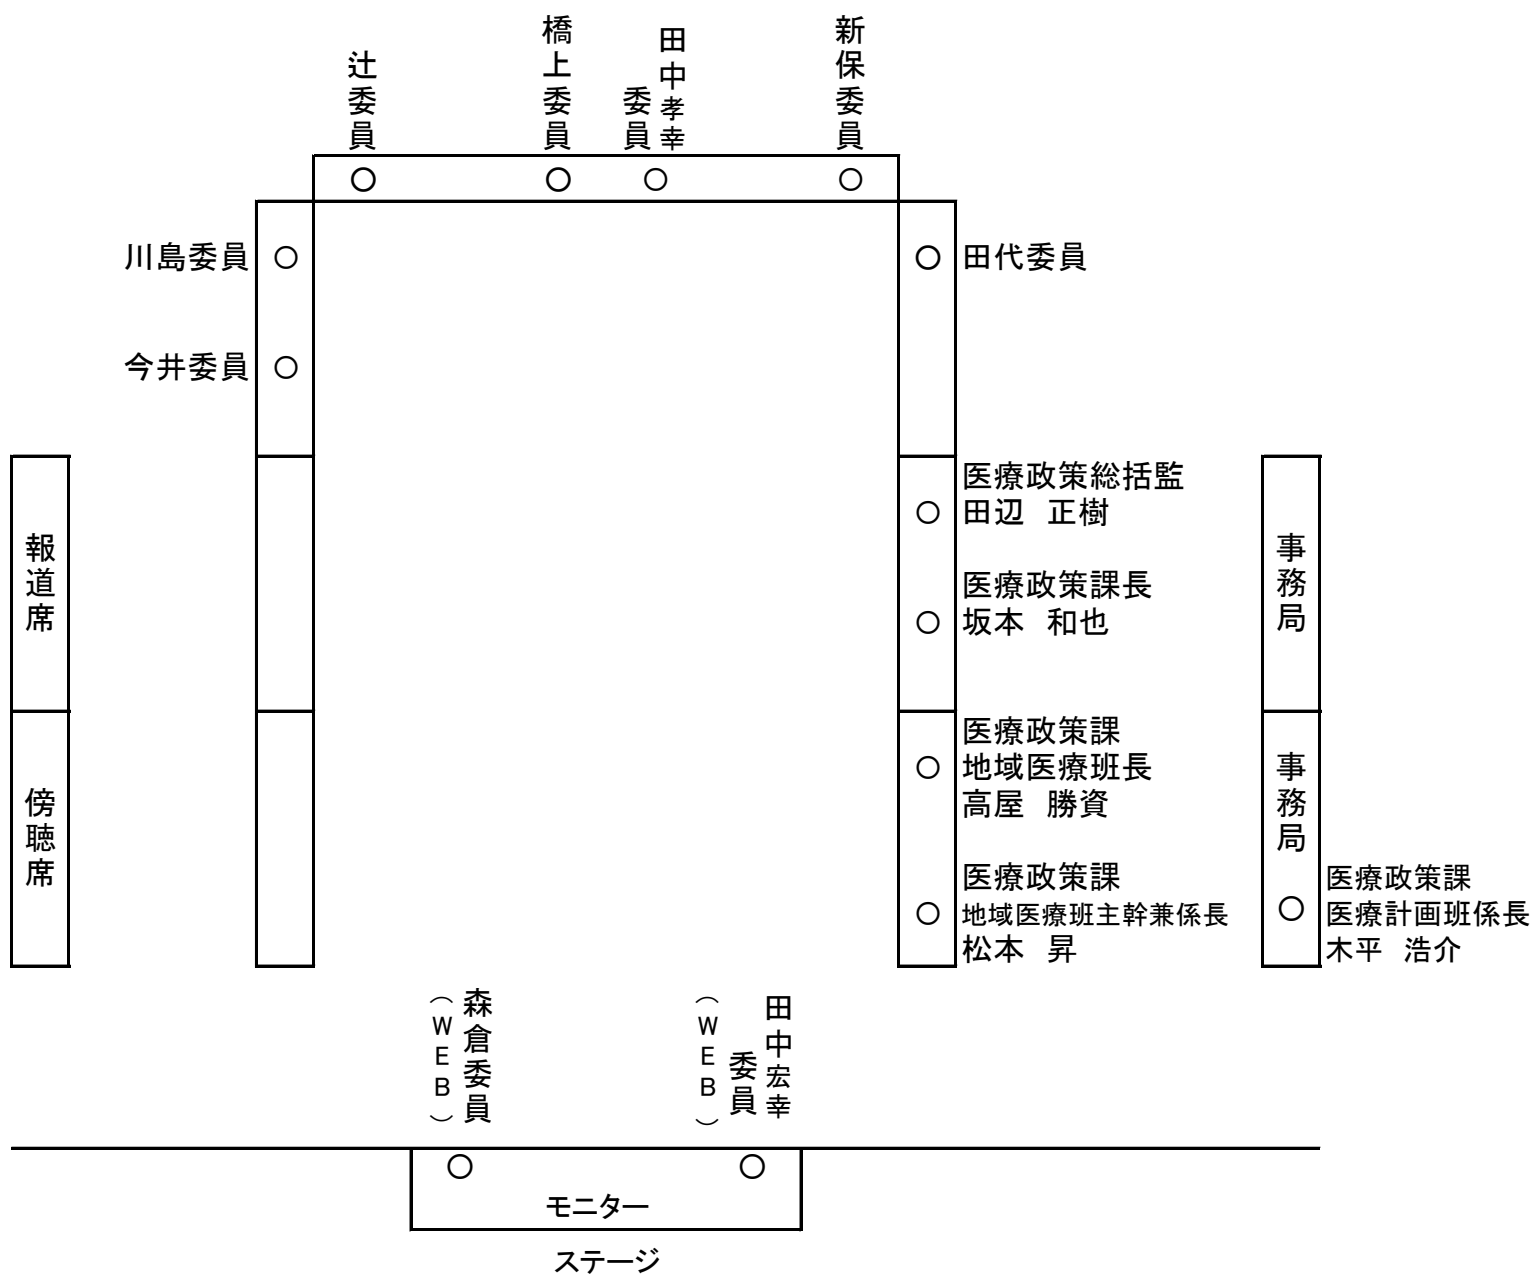 辻委員
橋上委員
田中孝幸
委員
新保委員
川島委員
田代委員
今井委員
医療政策総括監
田辺　正樹
医療政策課長
坂本　和也
報道席
事務局
医療政策課
地域医療班長
高屋　勝資
傍聴席
事務局
医療政策課
地域医療班主幹兼係長
松本　昇
医療政策課
医療計画班係長
木平　浩介
森倉委員
（WEB）
田中宏幸
委員
（WEB）
モニター
ステージ